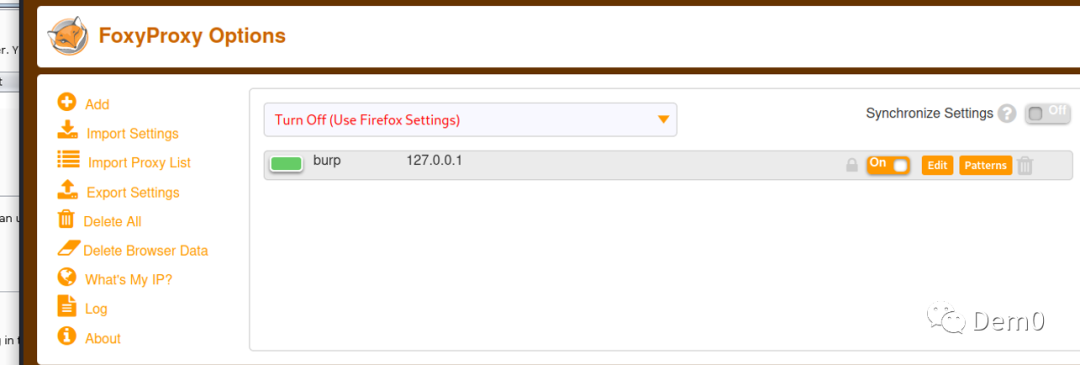 FoxyProxy Options
er. Y
t
an u
g in t
Add
Import Settings
Import Proxy List
Export Settings
Delete All
Delete Browser Data
What's My IP?
Log
About
Turn Off (Use Firefox Settings)
Synchronize Settings ? Off
burp 127.0.0.1 On Edit Patterns
Dem0